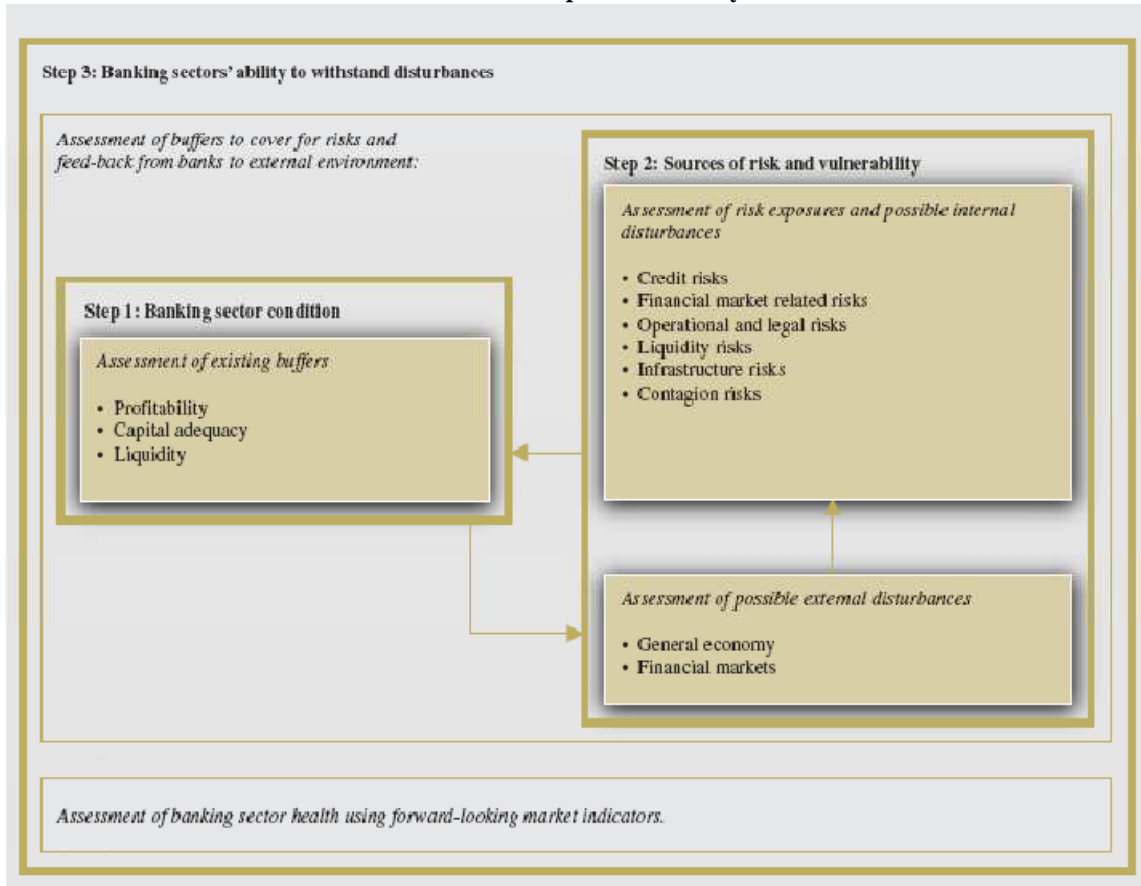 Step 3: Banking sectors' ability to withstand disturbances
Assessment of buffers to cover for risks and
feed-back from banks to external environment:
Step 1: Banking sector condition
Assessment of existing buffers
• Profitability
• Capital adequacy
• Liquidity
Step 2: Sources of risk and vulnerability
Assessment of risk exposures and possible internal
disturbances
• Credit risks
• Financial market related risks
• Operational and legal risks
• Liquidity risks
• Infrastructure risks
• Contagion risks
Assessment of possible external disturbances
• General economy
• Financial markets
Assessment of banking sector health using forward-looking market indicators.